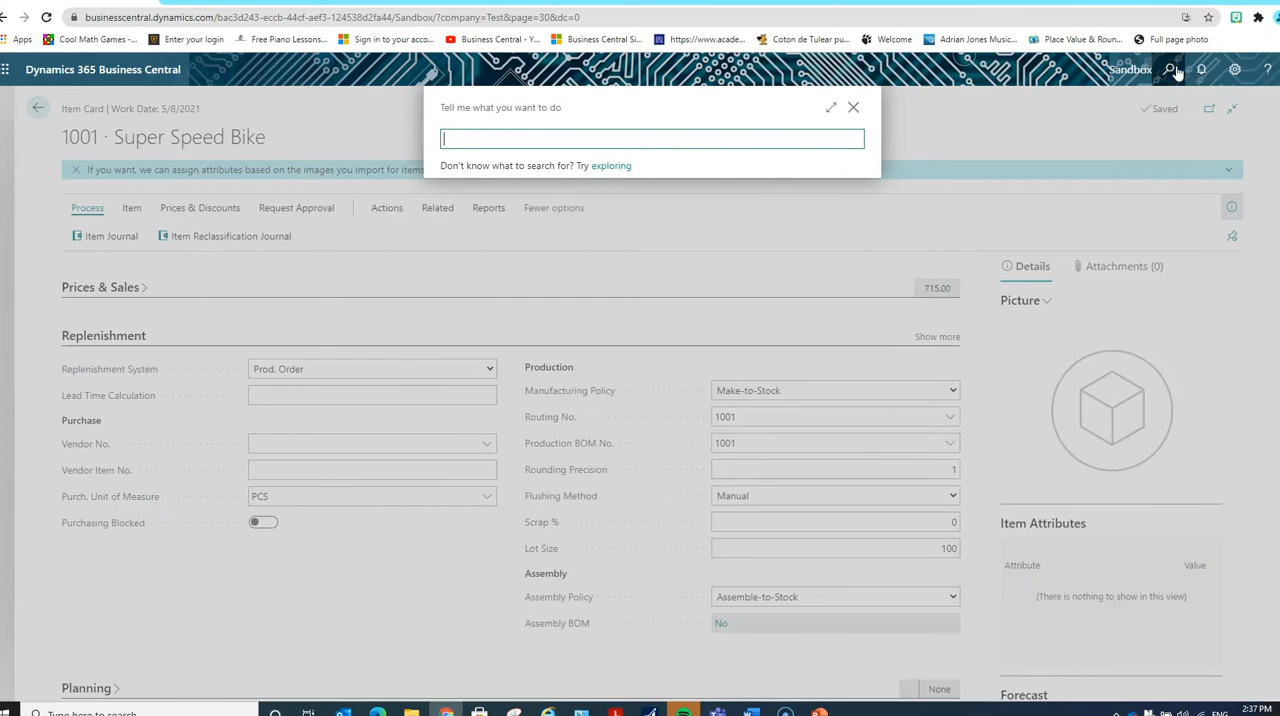 businesscentral.dynamics.com/bac3d243-eccb-44cf-aef3-124538d2fa44/Sandbox/?company=Test&page=30&dc=0
Apps Cool Math Games -... Enter your login Free Piano Lessons... Sign in to your acco... Business Central -Y... Business Central Si... https://www.acade... Coton de Tulear pu... Welcome Adrian Jones Music... Place Value & Roun... Full page photo
Dynamics 365 Business Central Sandbox ?
Item Card | Work Date: 5/8/2021 Tell me what you want to do Saved
1001 · Super Speed Bike
Don't know what to search for? Try exploring
If you want, we can assign attributes based on the images you import for items
Process Item Prices & Discounts Request Approval Actions Related Reports Fewer options
Item Journal Item Reclassification Journal
Details Attachments (0)
Prices & Sales 715.00
Picture
Replenishment Show more
Replenishment System Prod. Order Production
Lead Time Calculation Manufacturing Policy Make-to-Stock
Purchase Routing No. 1001
Vendor No. Production BOM No. 1001
Vendor Item No. Rounding Precision 1
Purch. Unit of Measure PCS Flushing Method Manual
Purchasing Blocked Scrap % 0
Item Attributes
Lot Size 100
Attribute Value
Assembly
Assembly Policy Assemble-to-Stock
(There is nothing to show in this view)
Assembly BOM No
Planning None
Forecast
2:37 PM
Type here to search
ENG